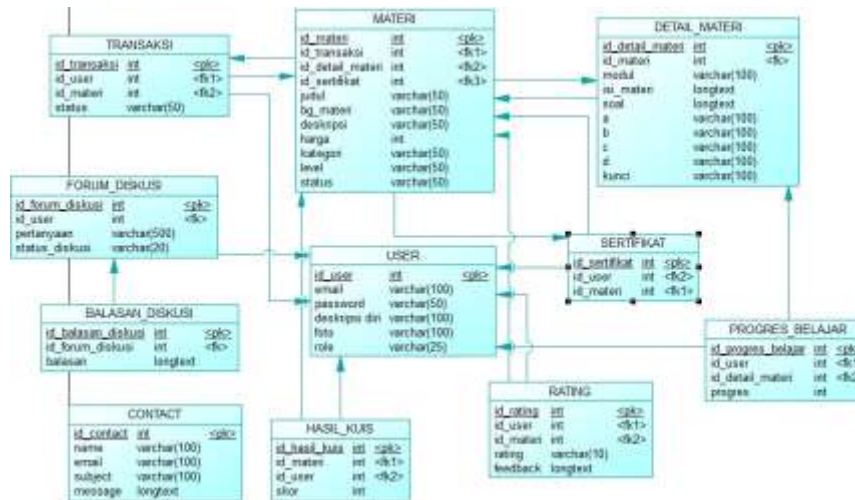 MATERI
id_materi int <pk>
id_transaksi int <fk1>
id_detail_materi int <fk2>
id_sertifikat int <fk3>
judul varchar(50)
bg_materi varchar(50)
deskripsi varchar(50)
harga int
kategori varchar(50)
level varchar(50)
status varchar(50)
DETAIL_MATERI
id_detail_materi int <pk>
id_materi int <fk>
modul varchar(100)
isi_materi longtext
soal longtext
a varchar(100)
b varchar(100)
c varchar(100)
d varchar(100)
kunci varchar(100)
TRANSAKSI
id_transaksi int <pk>
id_user int <fk1>
id_materi int <fk2>
status varchar(50)
FORUM_DISKUSI
id_forum_diskusi int <pk>
id_user int <fk>
pertanyaan varchar(500)
status_diskusi varchar(20)
USER
id_user int <pk>
email varchar(100)
password varchar(50)
deskripsi diri varchar(100)
foto varchar(100)
role varchar(25)
SERTIFIKAT
id_sertifikat int <pk>
id_user int <fk2>
id_materi int <fk1>
BALASAN_DISKUSI
id_balasan_diskusi int <pk>
id_forum_diskusi int <fk>
balasan longtext
PROGRES_BELAJAR
id_progres_belajar int <pk
id_user int <fk1
id_detail_materi int <fk2
progres int
CONTACT
id_contact int <pk>
name varchar(100)
email varchar(100)
subject varchar(100)
message longtext
HASIL_KUIS
id_hasil_kuis int <pk>
id_materi int <fk1>
id_user int <fk2>
skor int
RATING
id_rating int <pk>
id_user int <fk1>
id_materi int <fk2>
rating varchar(10)
feedback longtext